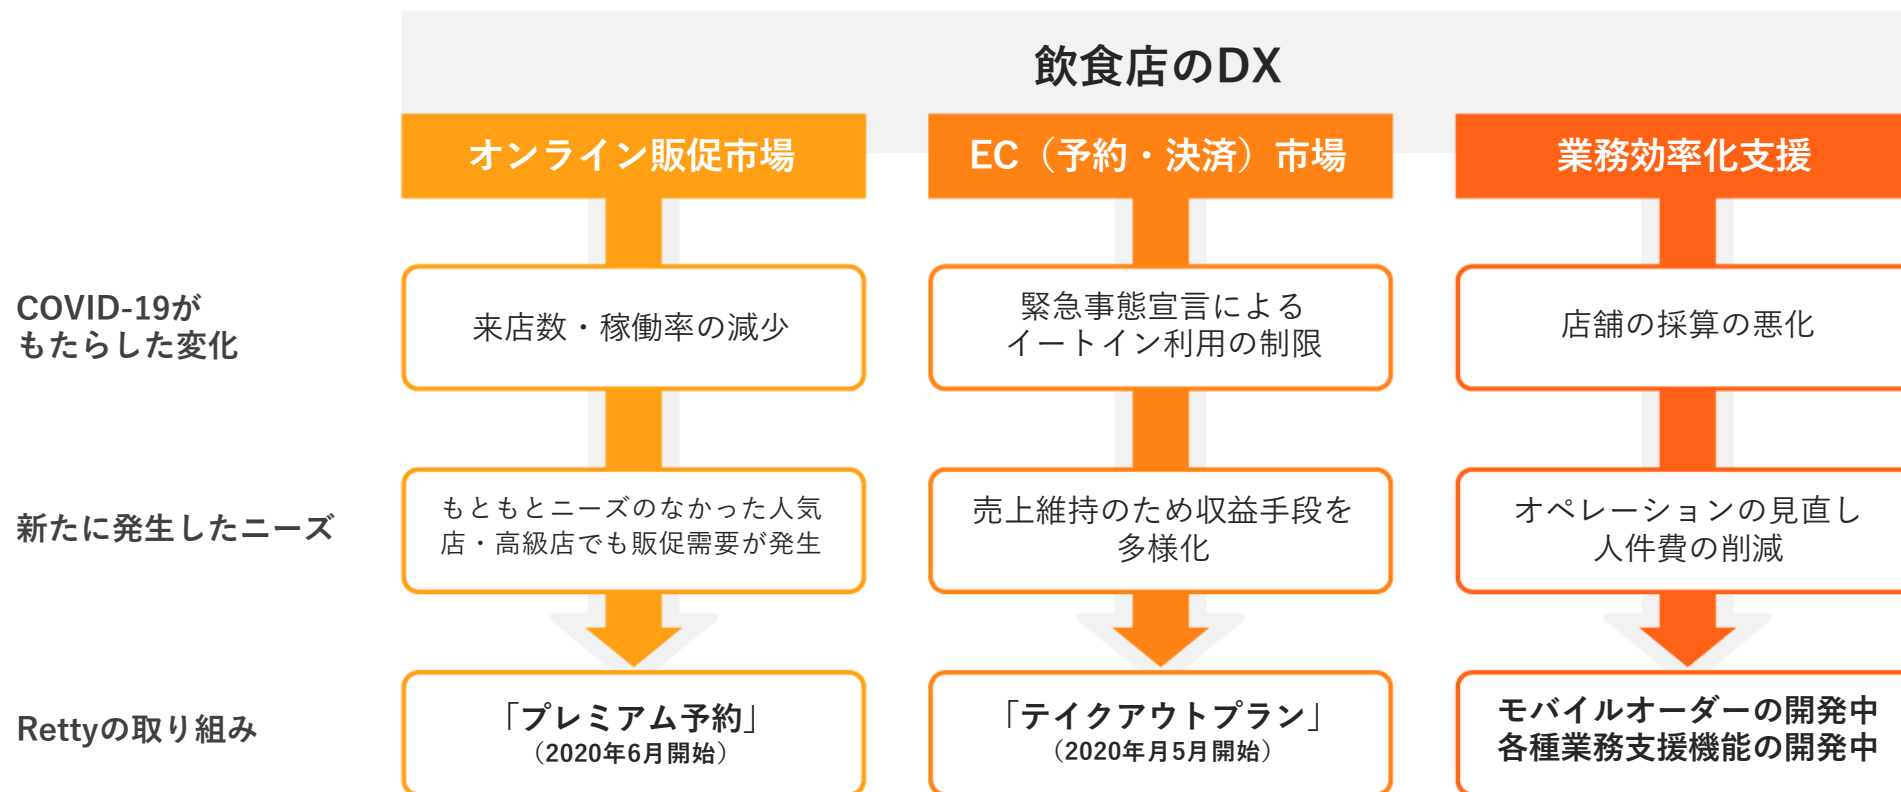 飲食店のDX
オンライン販促市場
EC（予約・決済）市場
業務効率化支援
COVID-19が
もたらした変化
来店数・稼働率の減少
緊急事態宣言による
イートイン利用の制限
店舗の採算の悪化
新たに発生したニーズ
もともとニーズのなかった人気
店・高級店でも販促需要が発生
売上維持のため収益手段を
多様化
オペレーションの見直し
人件費の削減
Rettyの取り組み
「プレミアム予約」
（2020年6月開始）
「テイクアウトプラン」
（2020年月5月開始）
モバイルオーダーの開発中
各種業務支援機能の開発中